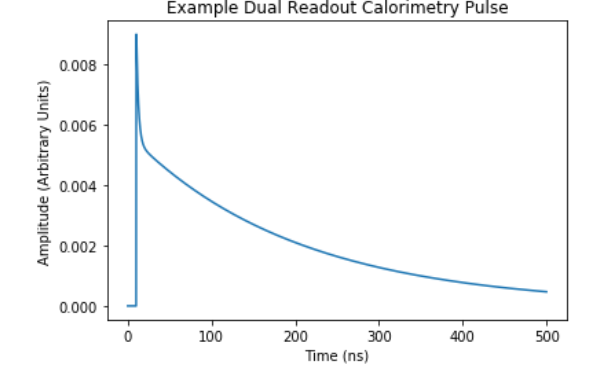 Example Dual Readout Calorimetry Pulse
Amplitude (Arbitrary Units)
0.008
0.006
0.004
0.002
0.000
0 100 200 300 400 500
Time (ns)